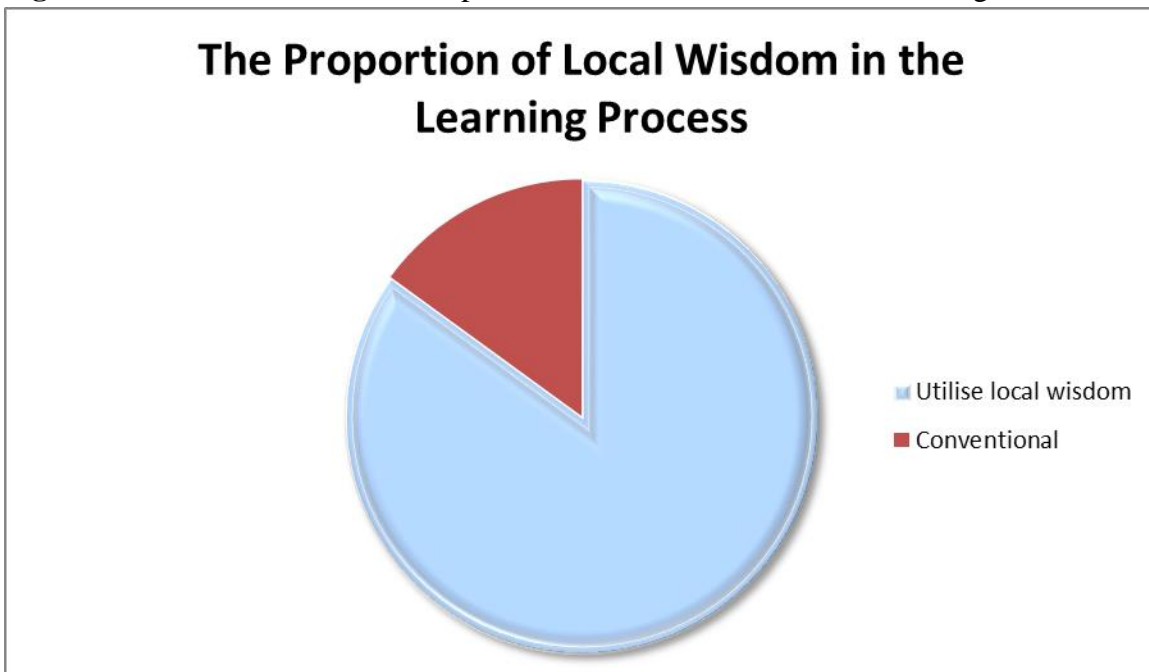 The Proportion of Local Wisdom in the
Learning Process
Utilise local wisdom
Conventional